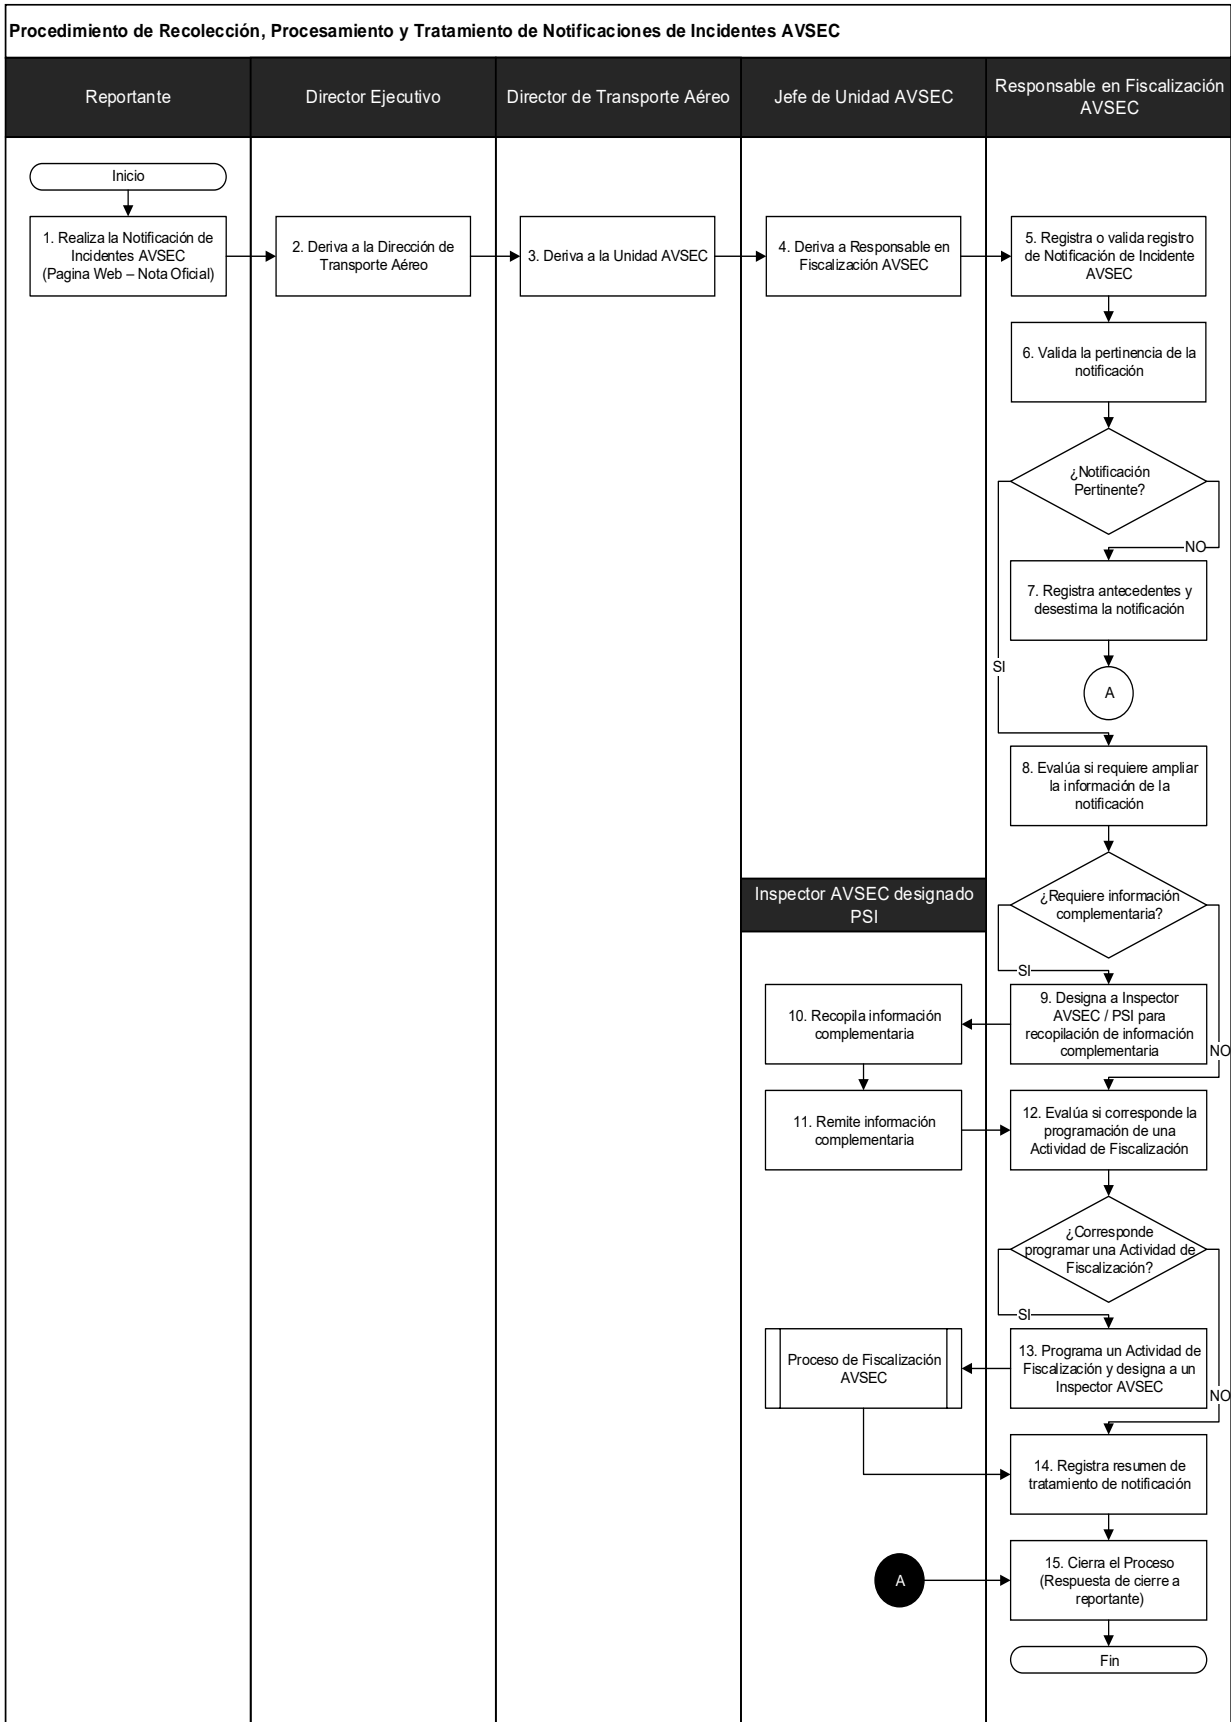 Procedimiento de Recolección, Procesamiento y Tratamiento de Notificaciones de Incidentes AVSEC
Reportante
Director Ejecutivo
Director de Transporte Aéreo
Jefe de Unidad AVSEC
Responsable en Fiscalización
AVSEC
Inicio
1. Realiza la Notificación de
Incidentes AVSEC
(Pagina Web – Nota Oficial)
2. Deriva a la Dirección de
Transporte Aéreo
3. Deriva a la Unidad AVSEC
4. Deriva a Responsable en
Fiscalización AVSEC
5. Registra o valida registro
de Notificación de Incidente
AVSEC
6. Valida la pertinencia de la
notificación
¿Notificación
Pertinente?
NO
7. Registra antecedentes y
desestima la notificación
SI
A
8. Evalúa si requiere ampliar
la información de la
notificación
¿Requiere información
complementaria?
Inspector AVSEC designado
PSI
SI
9. Designa a Inspector
AVSEC / PSI para
recopilación de información
complementaria
NO
10. Recopila información
complementaria
11. Remite información
complementaria
12. Evalúa si corresponde la
programación de una
Actividad de Fiscalización
¿Corresponde
programar una Actividad de
Fiscalización?
SI
13. Programa un Actividad de
Fiscalización y designa a un
Inspector AVSEC
NO
Proceso de Fiscalización
AVSEC
14. Registra resumen de
tratamiento de notificación
A
15. Cierra el Proceso
(Respuesta de cierre a
reportante)
Fin